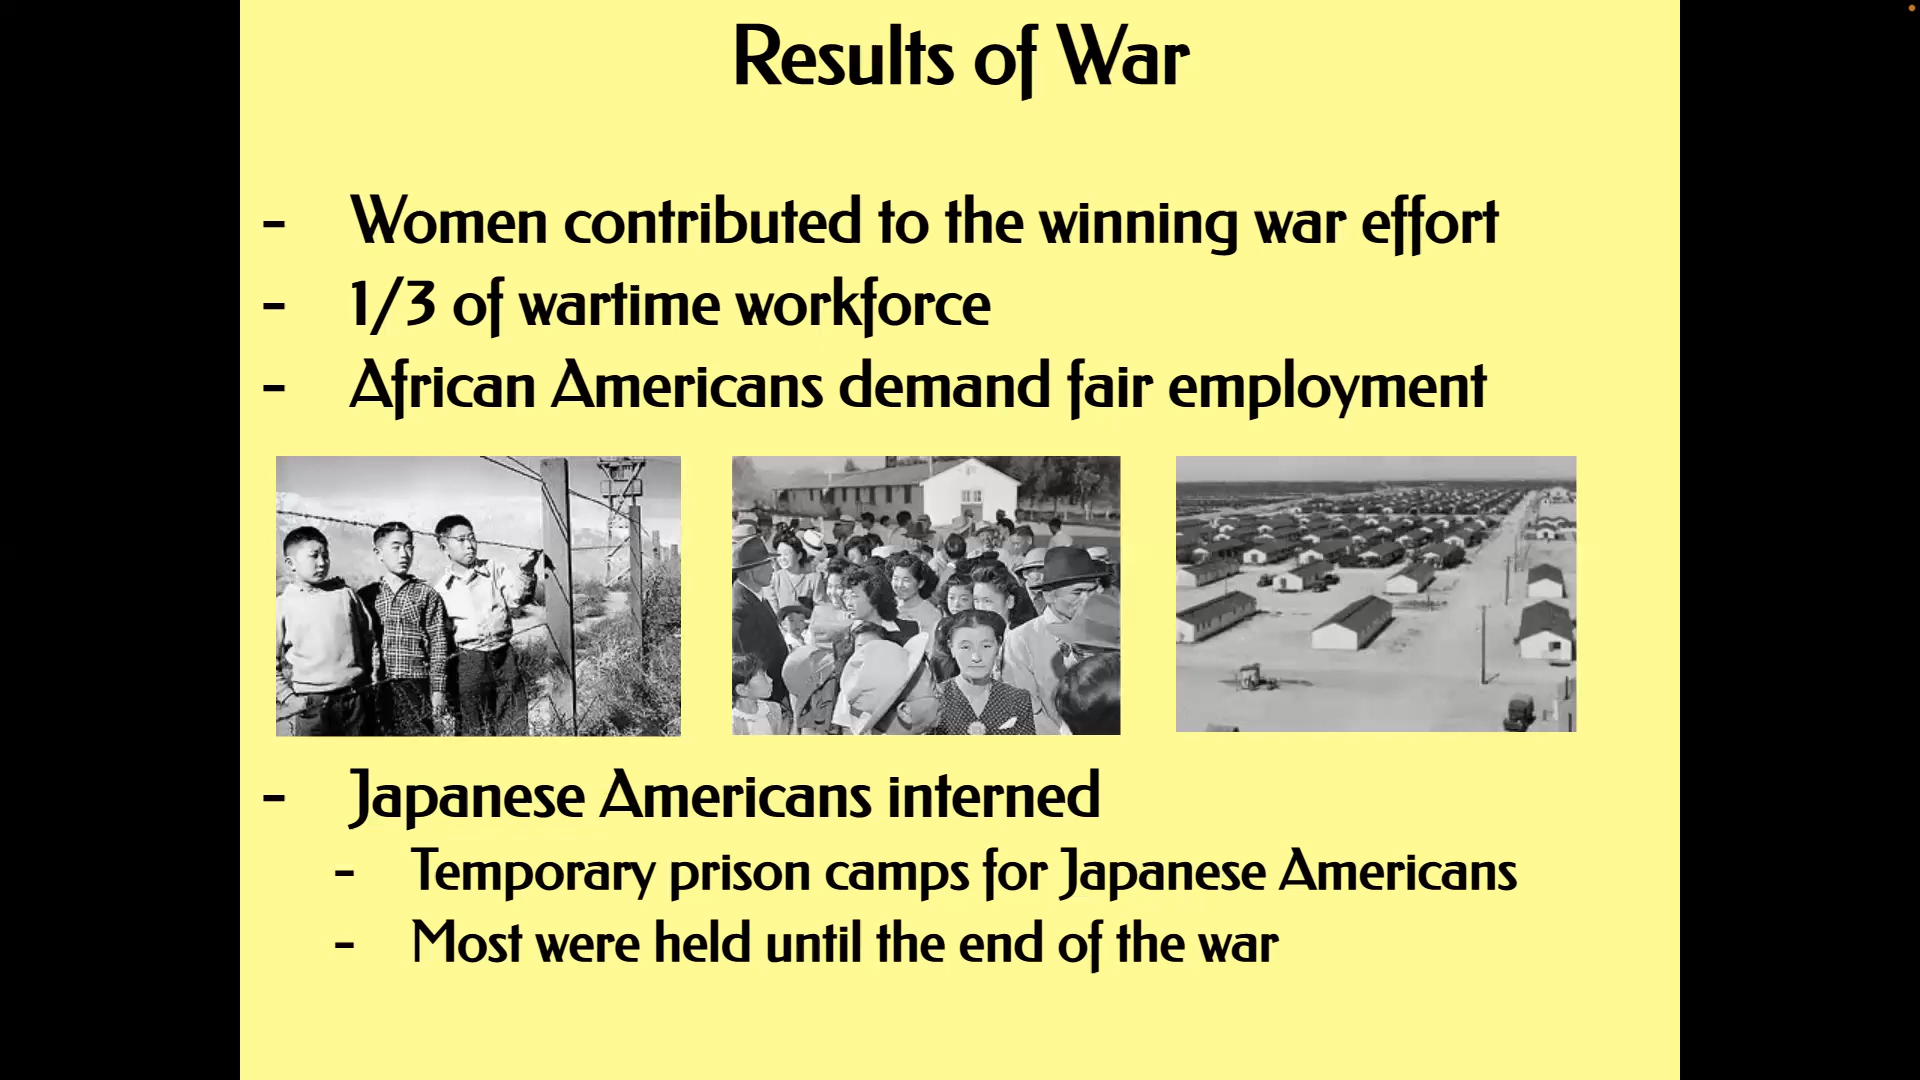 Results of War
- Women contributed to the winning war effort
- 1/3 of wartime workforce
- African Americans demand fair employment
- Japanese Americans interned
- Temporary prison camps for Japanese Americans
- Most were held until the end of the war